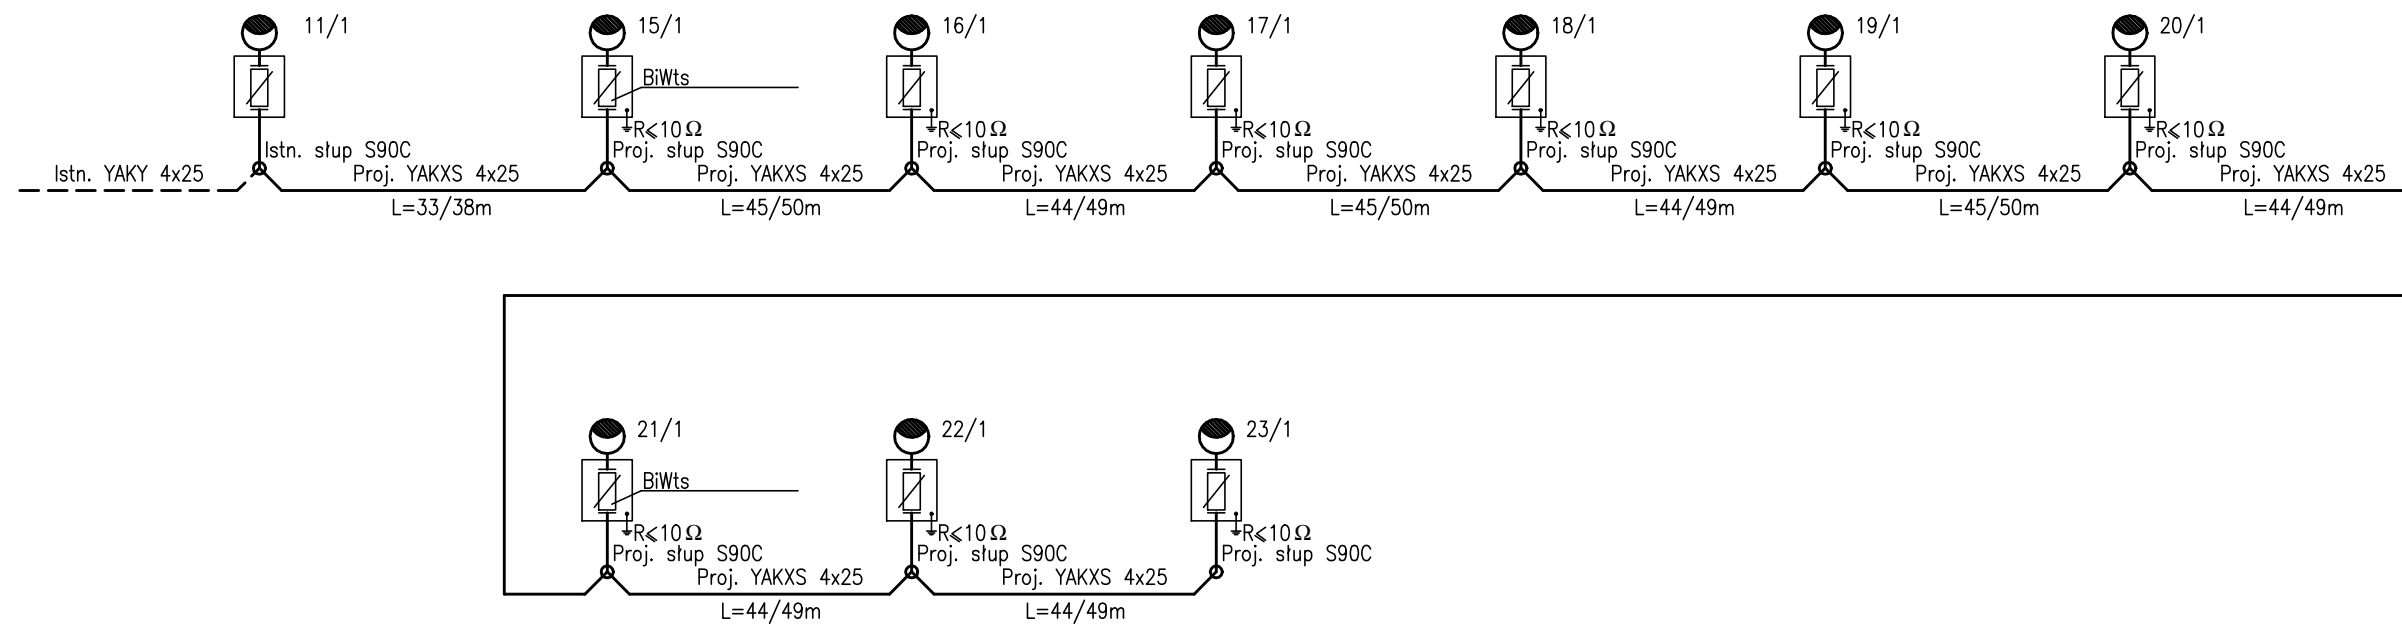 11/1
15/1
16/1
17/1
18/1
19/1
20/1
BiWts
R⩽10Ω
R⩽10Ω
R⩽10Ω
R⩽10Ω
R⩽10Ω
R⩽10Ω
Istn. słup S90C
Proj. słup S90C
Proj. słup S90C
Proj. słup S90C
Proj. słup S90C
Proj. słup S90C
Proj. słup S90C
Istn. YAKY 4x25
Proj. YAKXS 4x25
Proj. YAKXS 4x25
Proj. YAKXS 4x25
Proj. YAKXS 4x25
Proj. YAKXS 4x25
Proj. YAKXS 4x25
Proj. YAKXS 4x25
L=33/38m
L=45/50m
L=44/49m
L=45/50m
L=44/49m
L=45/50m
L=44/49m
21/1
22/1
23/1
BiWts
R⩽10Ω
R⩽10Ω
R⩽10Ω
Proj. słup S90C
Proj. słup S90C
Proj. słup S90C
Proj. YAKXS 4x25
Proj. YAKXS 4x25
L=44/49m
L=44/49m